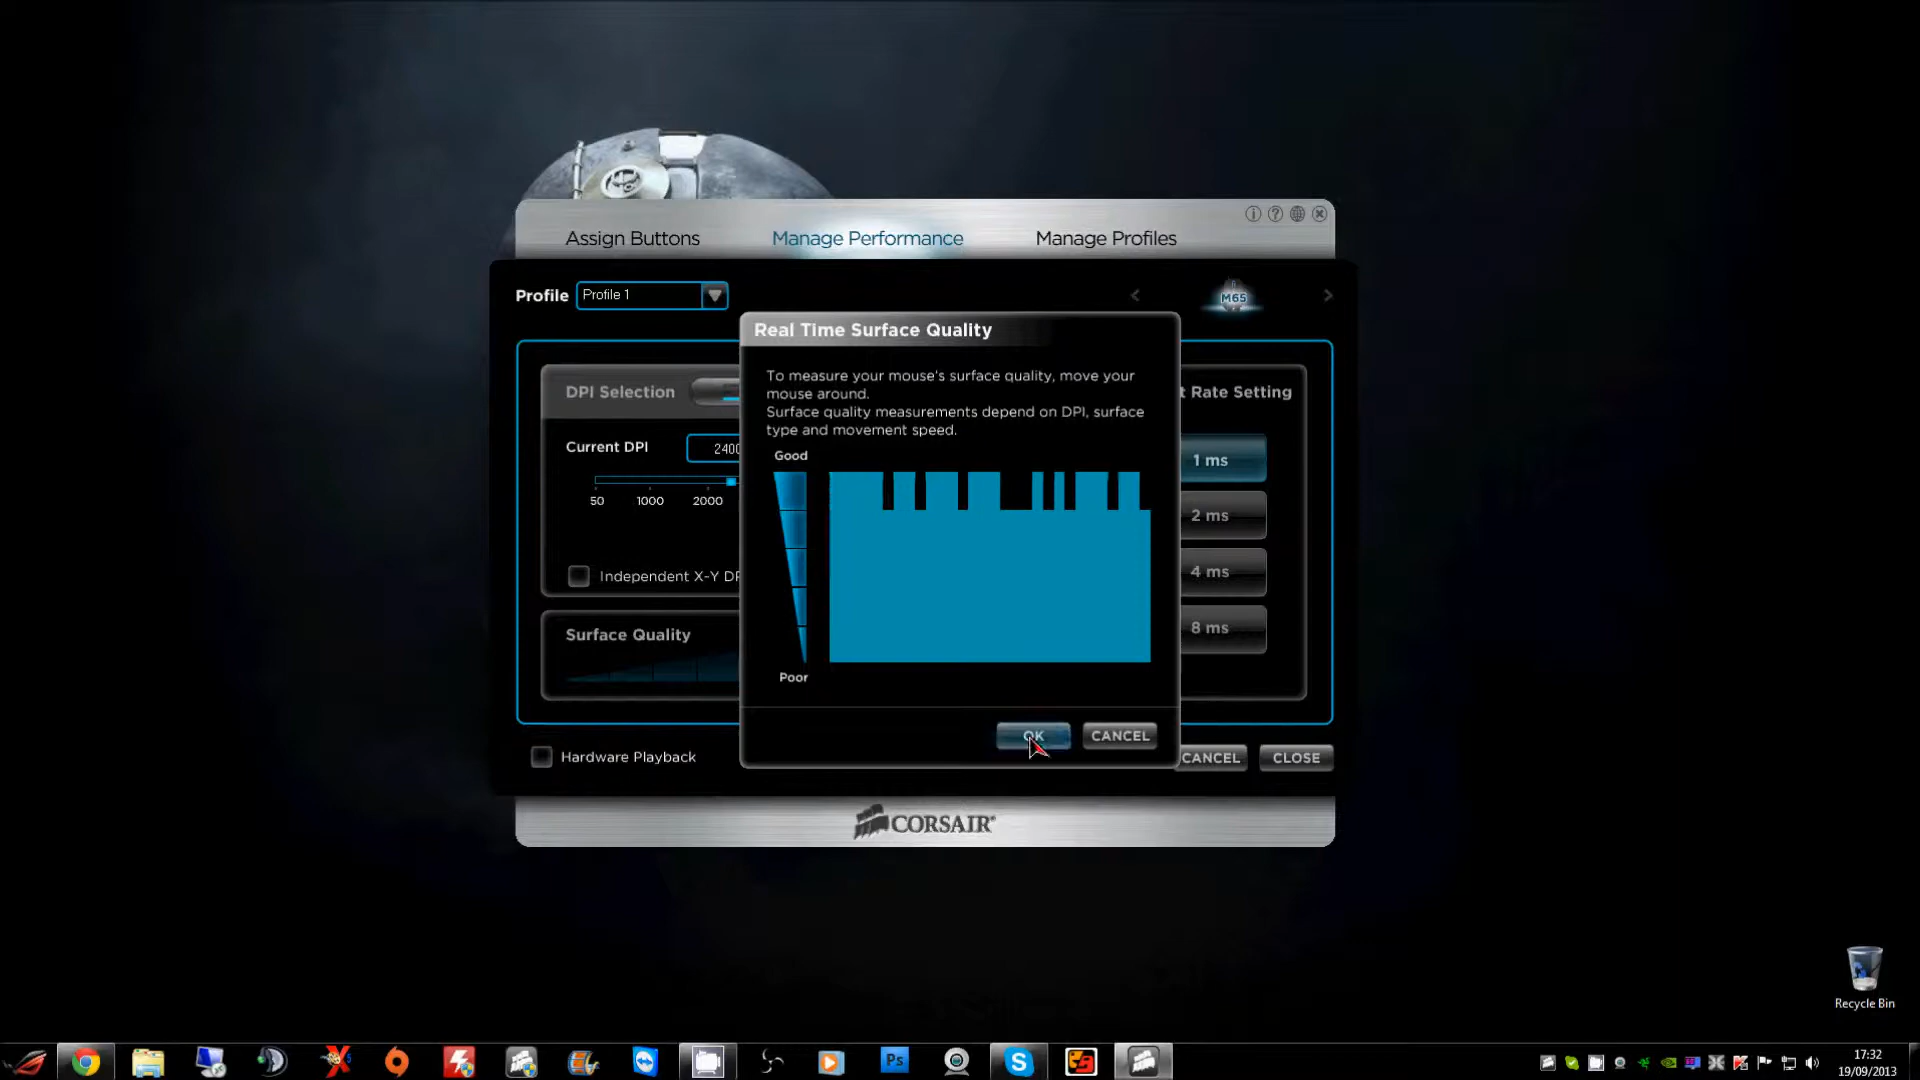 Assign Buttons
Manage Performance
Manage Profiles
Profile
Profile 1
M65
Real Time Surface Quality
To measure your mouse's surface quality, move your
mouse around.
Surface quality measurements depend on DPI, surface
type and movement speed.
Good
Poor
OK
CANCEL
DPI Selection
Current DPI
2400
50 1000 2000
Independent X-Y DP
Surface Quality
t Rate Setting
1 ms
2 ms
4 ms
8 ms
Hardware Playback
CANCEL
CLOSE
CORSAIR
Recycle Bin
Ps
17:32
19/09/2013